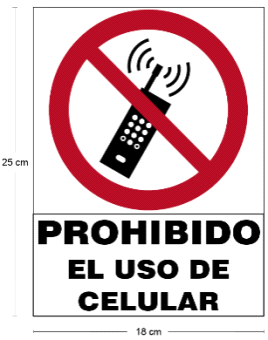 25 cm
PROHIBIDO
EL USO DE
CELULAR
18 cm